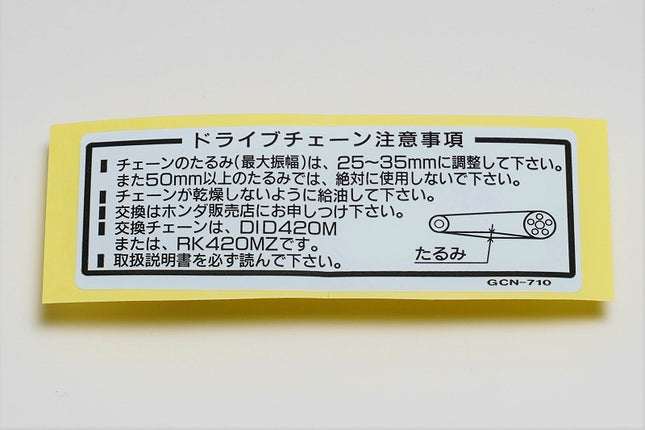 ドライブチェーン注意事項
チェーンのたるみ(最大振幅)は、25〜35mmに調整して下さい。
また50mm以上のたるみでは、絶対に使用しないで下さい。
チェーンが乾燥しないように給油して下さい。
交換はホンダ販売店にお申しつけ下さい。
交換チェーンは、DID420M
または、RK420MZです。
取扱説明書を必ず読んで下さい。
たるみ
GCN-710